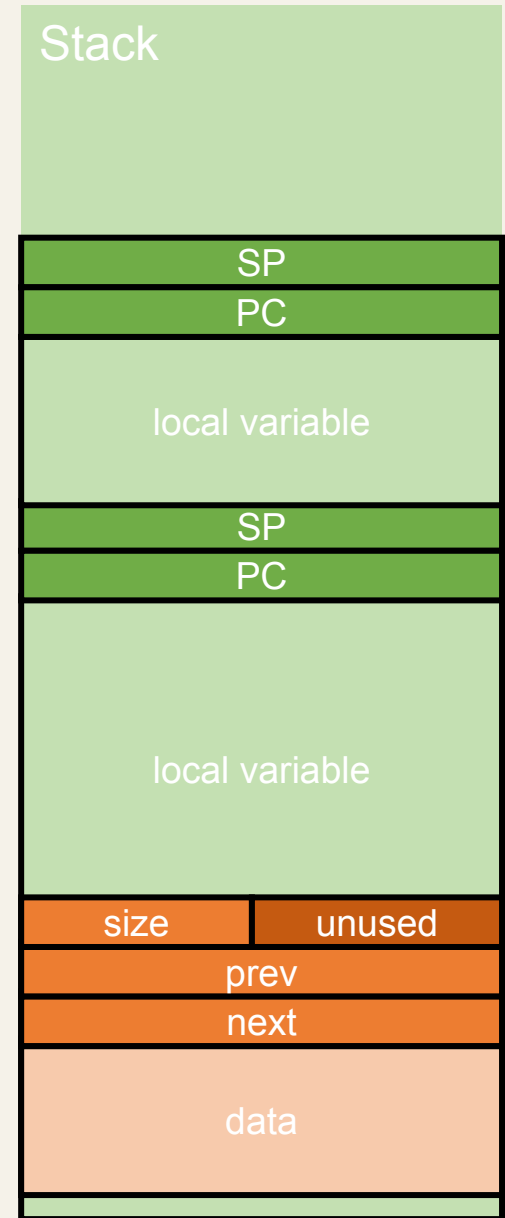 Stack
SP
PC
local variable
SP
PC
local variable
size unused
prev
next
data